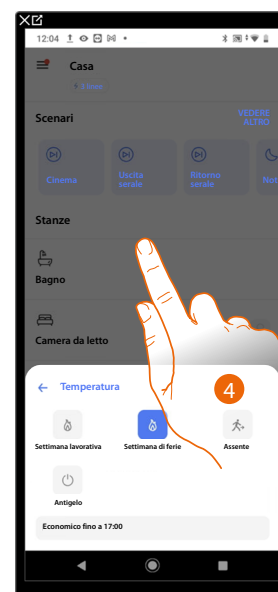 12:04
Casa
Scenari
VEDERE
ALTRO
Cinema
Uscita
serale
Ritorno
serale
Not
Stanze
Bagno
Camera da letto
Temperatura
4
Settimana lavorativa
Settimana di ferie
Assente
Antigelo
Economico fino a 17:00